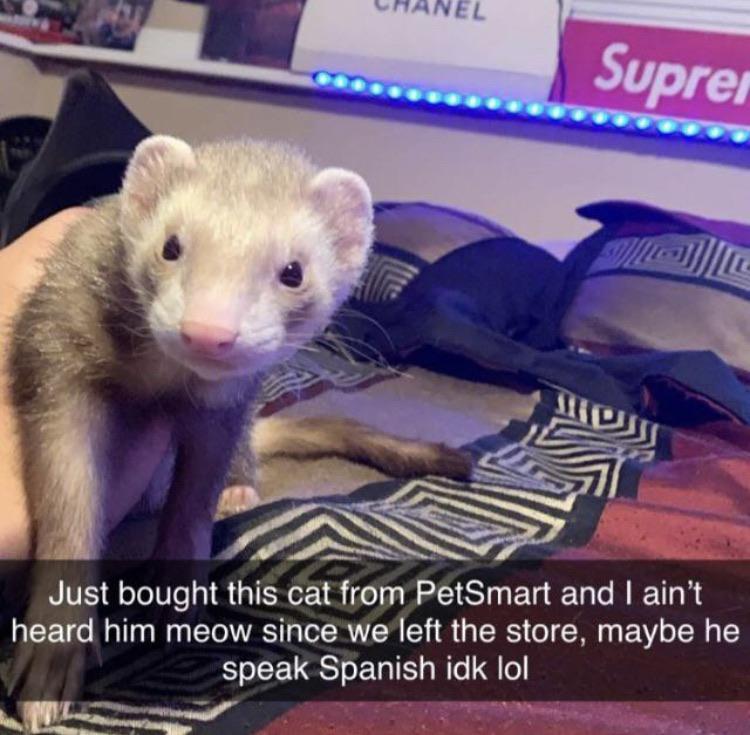 CHANEL
Just bought this cat from PetSmart and I ain't
heard him meow since we left the store, maybe he
speak Spanish idk lol